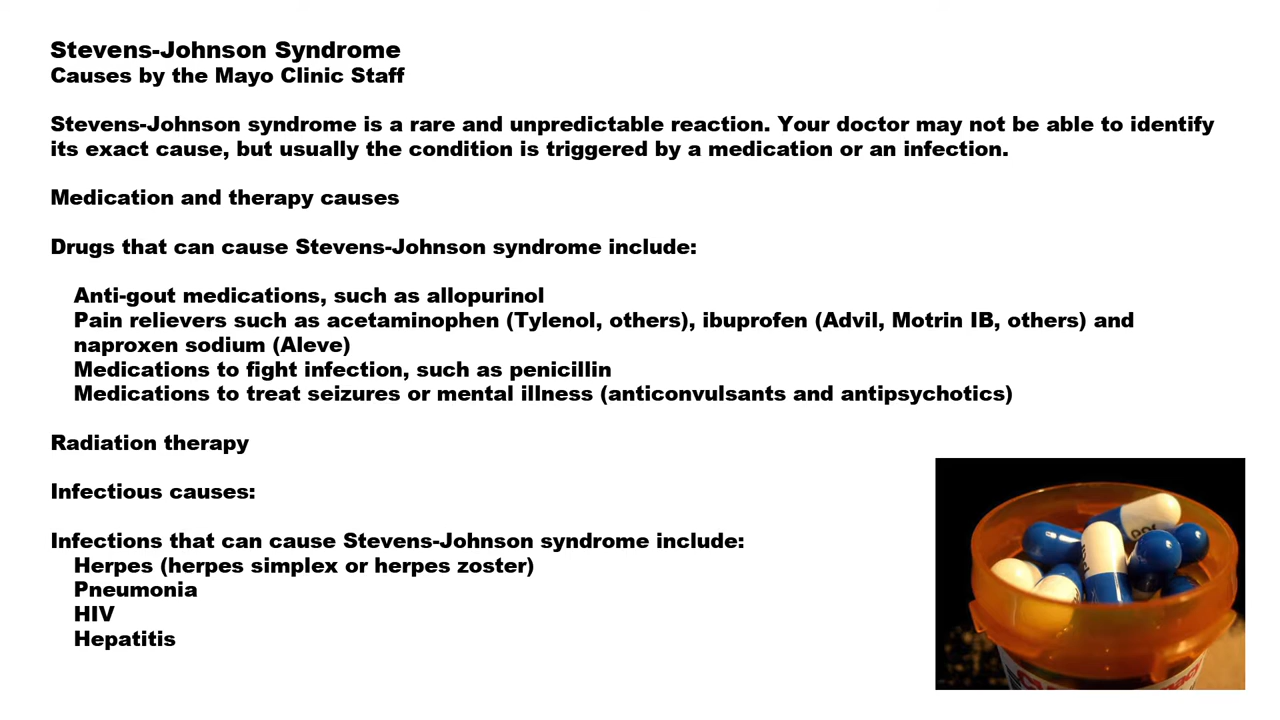 Stevens-Johnson Syndrome
Causes by the Mayo Clinic Staff
Stevens-Johnson syndrome is a rare and unpredictable reaction. Your doctor may not be able to identify
its exact cause, but usually the condition is triggered by a medication or an infection.
Medication and therapy causes
Drugs that can cause Stevens-Johnson syndrome include:
Anti-gout medications, such as allopurinol
Pain relievers such as acetaminophen (Tylenol, others), ibuprofen (Advil, Motrin IB, others) and
naproxen sodium (Aleve)
Medications to fight infection, such as penicillin
Medications to treat seizures or mental illness (anticonvulsants and antipsychotics)
Radiation therapy
Infectious causes:
Infections that can cause Stevens-Johnson syndrome include:
Herpes (herpes simplex or herpes zoster)
Pneumonia
HIV
Hepatitis